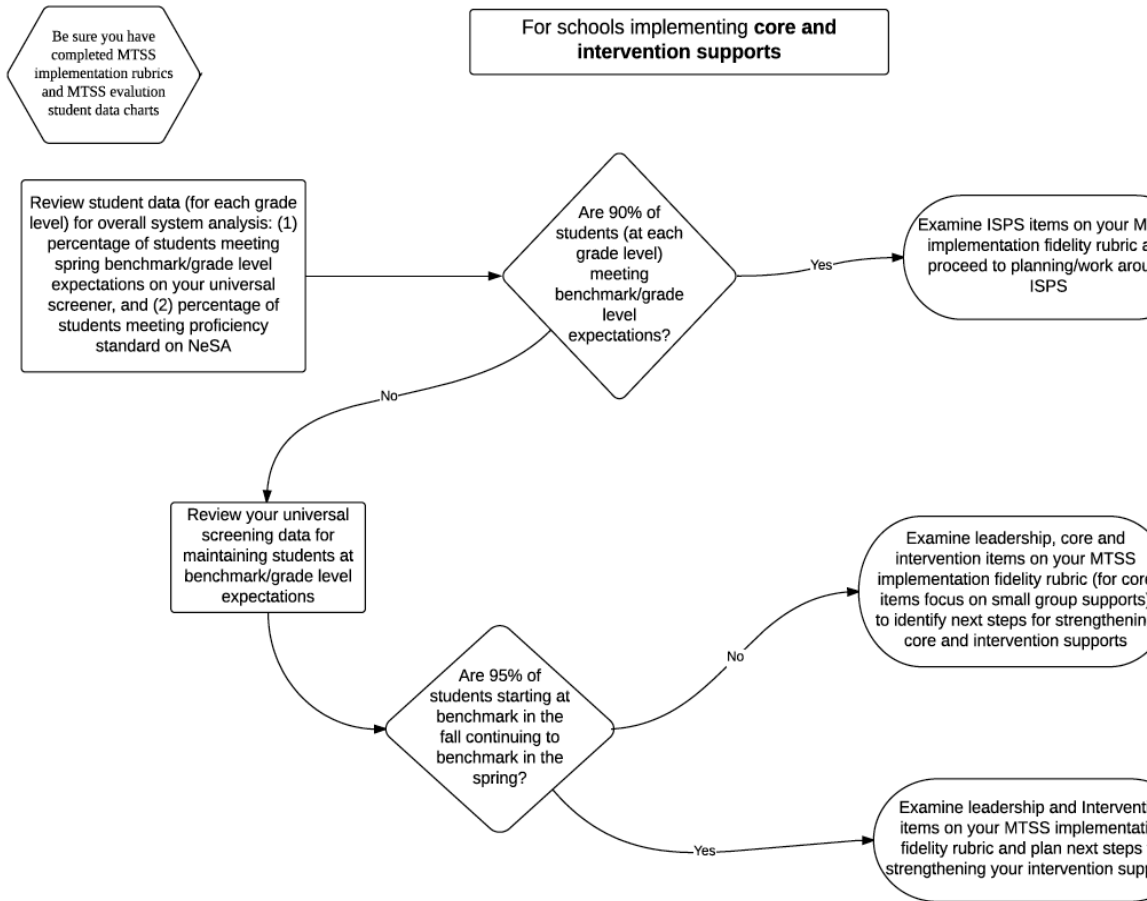 Be sure you have
completed MTSS
implementation rubrics
and MTSS evalution
student data charts
For schools implementing core and
intervention supports
Review student data (for each grade
level) for overall system analysis: (1)
percentage of students meeting
spring benchmark/grade level
expectations on your universal
screener, and (2) percentage of
students meeting proficiency
standard on NeSA
Are 90% of
students (at each
grade level)
meeting
benchmark/grade
level
expectations?
Yes
Examine ISPS items on your
implementation fidelity rubric
proceed to planning/work
ISPS
No
Review your universal
screening data for
maintaining students at
benchmark/grade level
expectations
Are 95% of
students starting at
benchmark in the
fall continuing to
benchmark in the
spring?
No
Examine leadership, core and
intervention items on your MTSS
implementation fidelity rubric (for core
items focus on small group supports)
to identify next steps for
core and intervention supports
Yes
Examine leadership and
items on your MTSS
fidelity rubric and plan next steps
strengthening your intervention